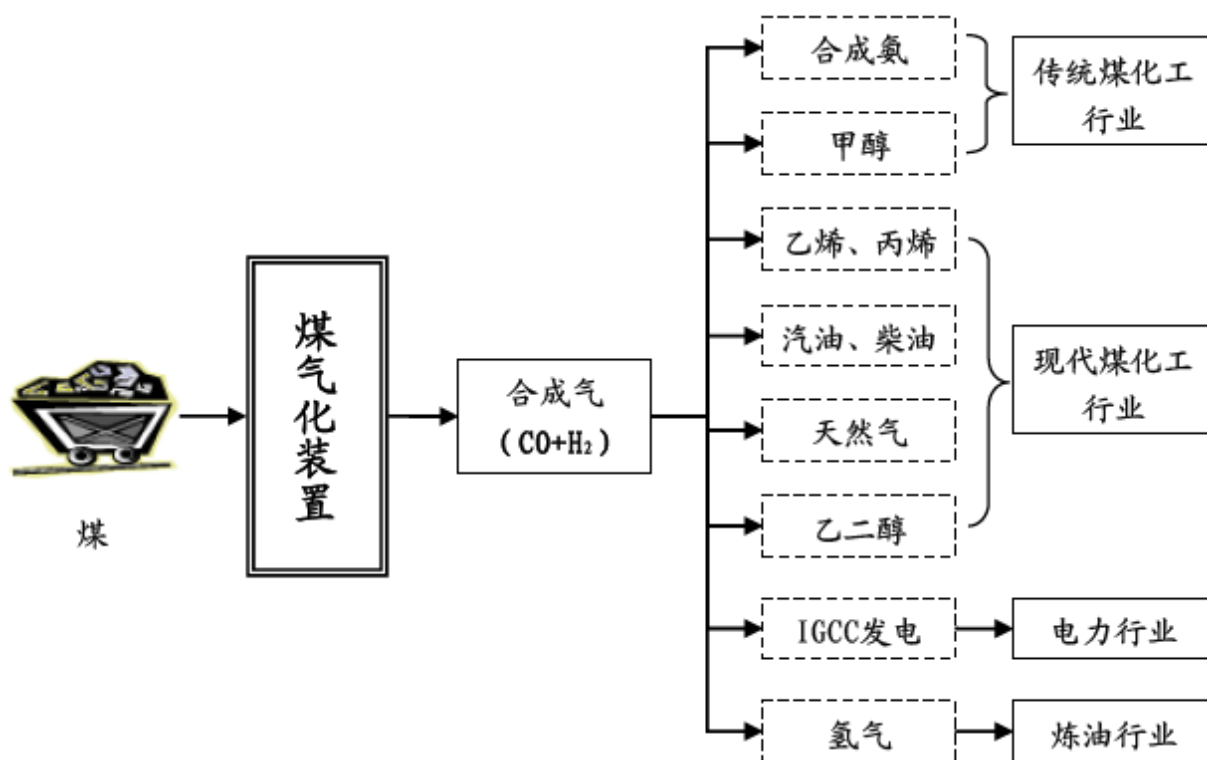 煤
煤气化装置
合成气
(CO+H₂)
合成氨
甲醇
乙烯、丙烯
汽油、柴油
天然气
乙二醇
IGCC发电
氢气
传统煤化工
行业
现代煤化工
行业
电力行业
炼油行业